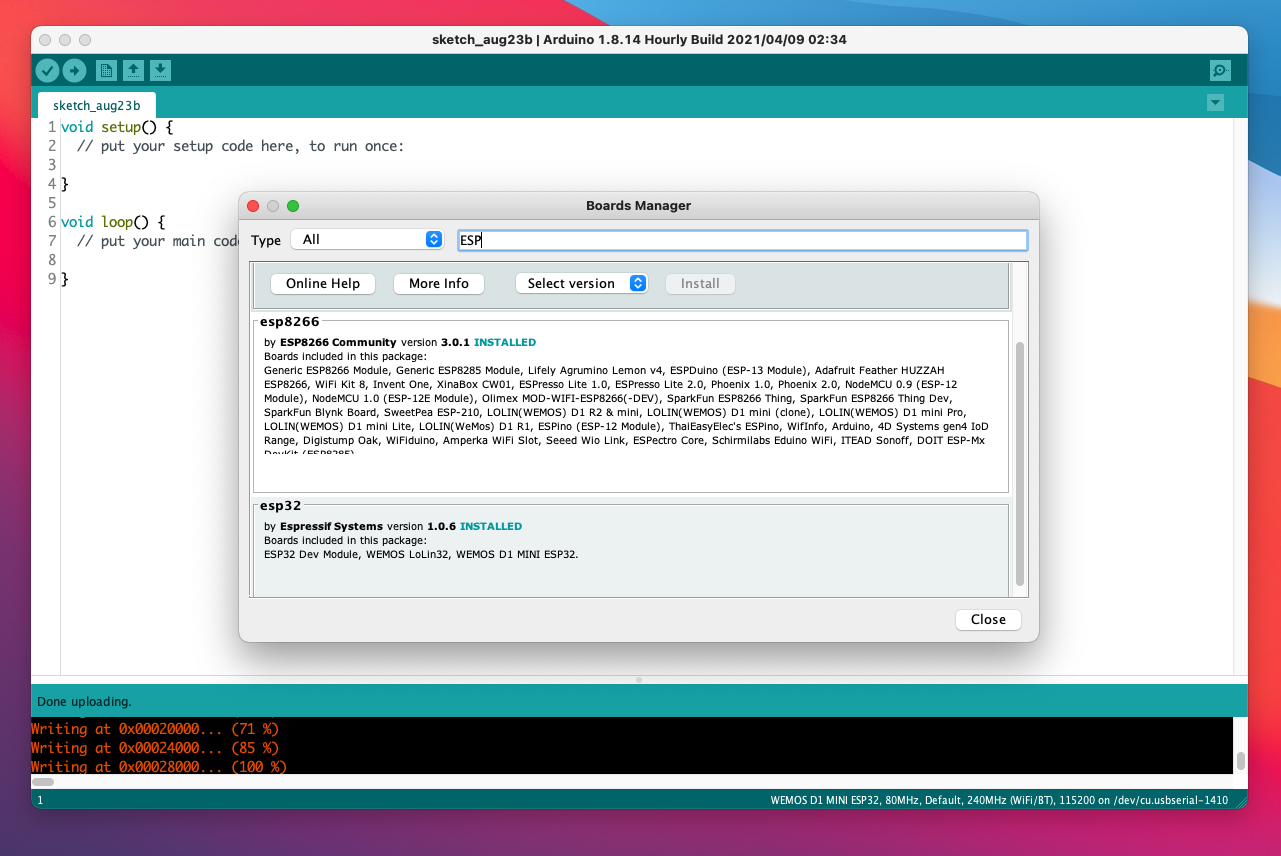 sketch_aug23b | Arduino 1.8.14 Hourly Build 2021/04/09 02:34
sketch_aug23b
1 void setup() {
2 // put your setup code here, to run once:
3
4 }
5
6 void loop() {
7 // put your main cod
8
9 }
Boards Manager
Type All ESP
Online Help More Info Select version Install
esp8266
by ESP8266 Community version 3.0.1 INSTALLED
Boards included in this package:
Generic ESP8266 Module, Generic ESP8285 Module, Lifely Agrumino Lemon v4, ESPDuino (ESP-13 Module), Adafruit Feather HUZZAH
ESP8266, WiFi Kit 8, Invent One, XinaBox CW01, ESPresso Lite 1.0, ESPresso Lite 2.0, Phoenix 1.0, Phoenix 2.0, NodeMCU 0.9 (ESP-12
Module), NodeMCU 1.0 (ESP-12E Module), Olimex MOD-WIFI-ESP8266(-DEV), SparkFun ESP8266 Thing, SparkFun ESP8266 Thing Dev,
SparkFun Blynk Board, SweetPea ESP-210, LOLIN(WEMOS) D1 R2 & mini, LOLIN(WEMOS) D1 mini (clone), LOLIN(WEMOS) D1 mini Pro,
LOLIN(WEMOS) D1 mini Lite, LOLIN(WeMos) D1 R1, ESPino (ESP-12 Module), ThaiEasyElec's ESPino, WifInfo, Arduino, 4D Systems gen4 IoD
Range, Digistump Oak, WiFiduino, Amperka WiFi Slot, Seeed Wio Link, ESPectro Core, Schirmilabs Eduino WiFi, ITEAD Sonoff, DOIT ESP-Mx
DevKit (ESP8285)
esp32
by Espressif Systems version 1.0.6 INSTALLED
Boards included in this package:
ESP32 Dev Module, WEMOS LoLin32, WEMOS D1 MINI ESP32.
Close
Done uploading.
Writing at 0x00020000... (71 %)
Writing at 0x00024000... (85 %)
Writing at 0x00028000... (100 %)
1 WEMOS D1 MINI ESP32, 80MHz, Default, 240MHz (WiFi/BT), 115200 on /dev/cu.usbserial-1410